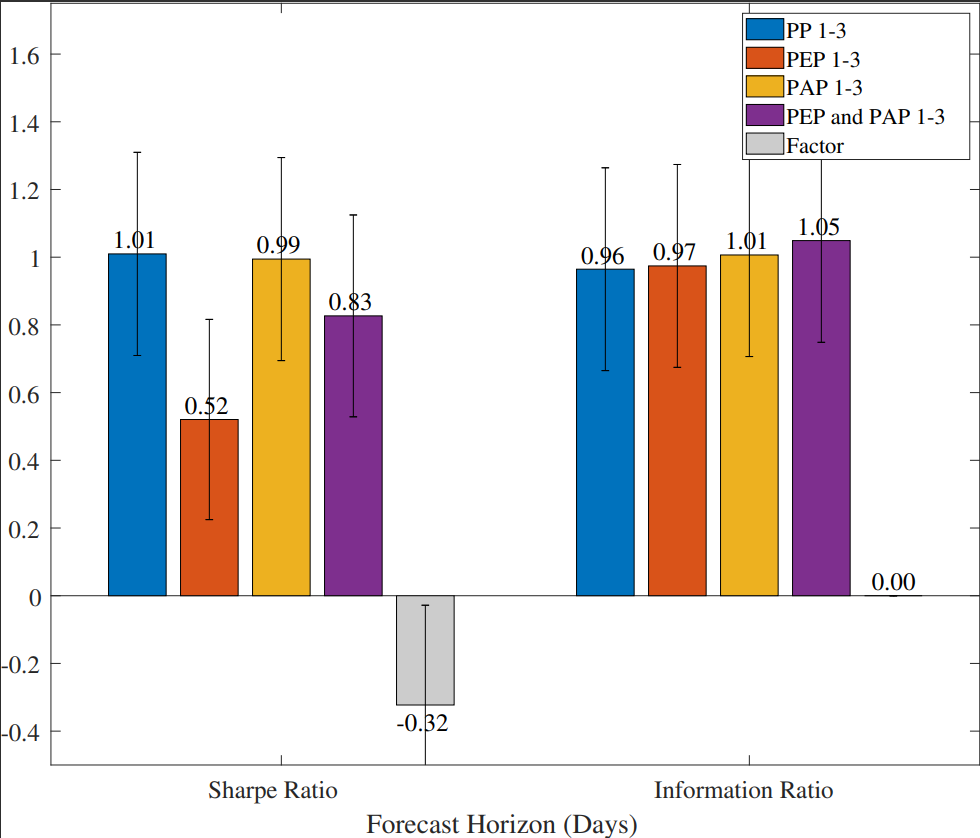 1.6
1.4
1.2
1
0.8
0.6
0.4
0.2
0
-0.2
-0.4
PP 1-3
PEP 1-3
PAP 1-3
PEP and PAP 1-3
Factor
1.01
0.52
0.99
0.83
-0.32
0.96
0.97
1.01
1.05
0.00
Sharpe Ratio
Information Ratio
Forecast Horizon (Days)